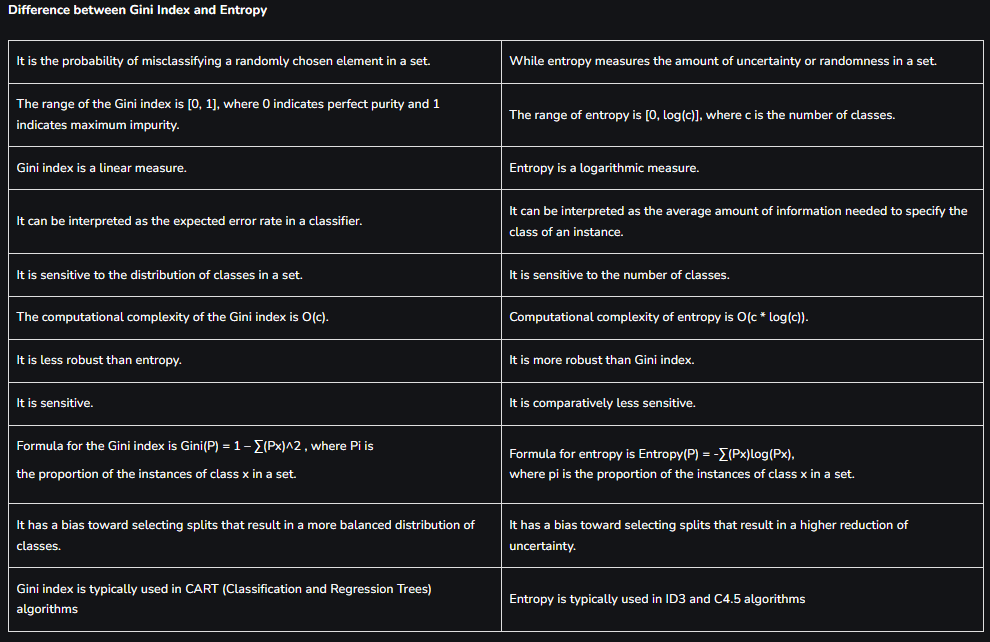 Difference between Gini Index and Entropy
It is the probability of misclassifying a randomly chosen element in a set.
While entropy measures the amount of uncertainty or randomness in a set.
The range of the Gini index is [0, 1], where 0 indicates perfect purity and 1
indicates maximum impurity.
The range of entropy is [0, log(c)], where c is the number of classes.
Gini index is a linear measure.
Entropy is a logarithmic measure.
It can be interpreted as the expected error rate in a classifier.
It can be interpreted as the average amount of information needed to specify the
class of an instance.
It is sensitive to the distribution of classes in a set.
It is sensitive to the number of classes.
The computational complexity of the Gini index is O(c).
Computational complexity of entropy is O(c * log(c)).
It is less robust than entropy.
It is more robust than Gini index.
It is sensitive.
It is comparatively less sensitive.
Formula for the Gini index is Gini(P) = 1 – ∑(Px)^2 , where Pi is
the proportion of the instances of class x in a set.
Formula for entropy is Entropy(P) = -∑(Px)log(Px),
where pi is the proportion of the instances of class x in a set.
It has a bias toward selecting splits that result in a more balanced distribution of
classes.
It has a bias toward selecting splits that result in a higher reduction of
uncertainty.
Gini index is typically used in CART (Classification and Regression Trees)
algorithms
Entropy is typically used in ID3 and C4.5 algorithms